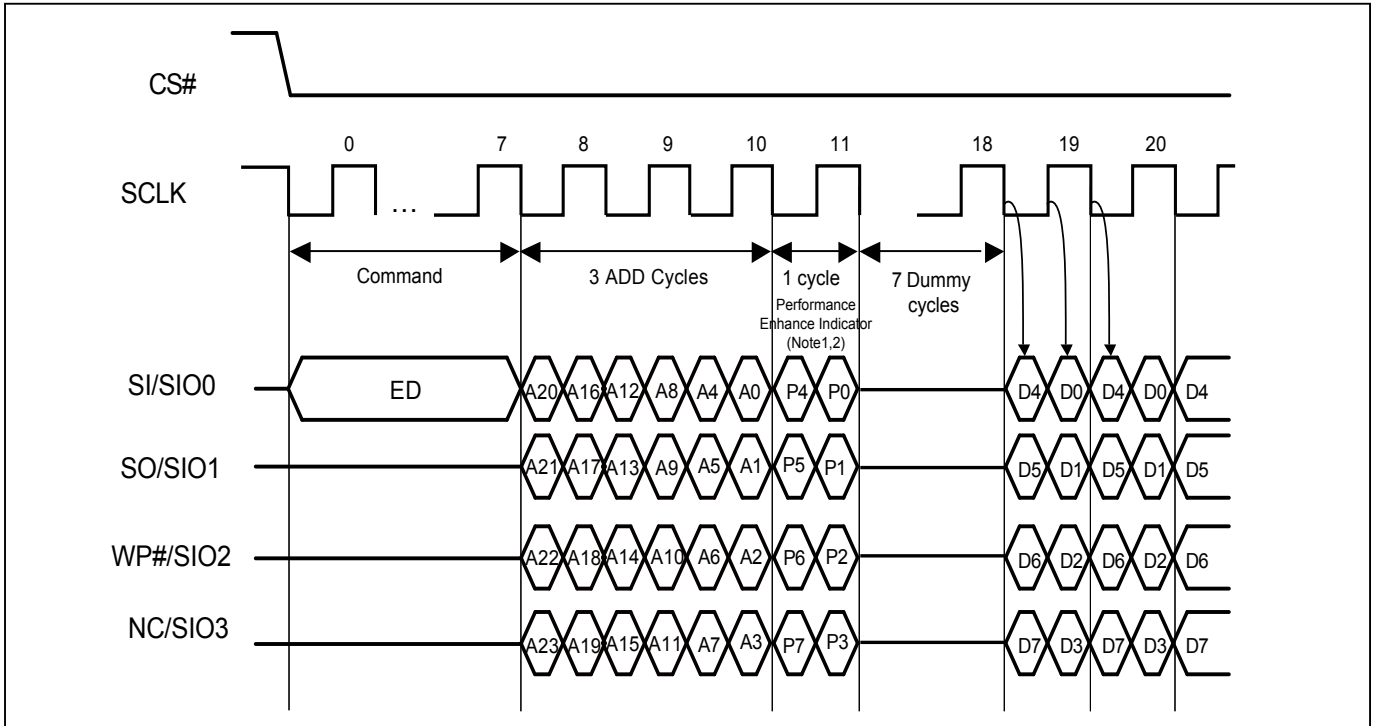 CS#
0 7 8 9 10 11 18 19 20
SCLK
...
Command 3 ADD Cycles 1 cycle 7 Dummy
cycles
Performance
Enhance Indicator
(Note1,2)
SI/SIO0 ED A20 A16 A12 A8 A4 A0 P4 P0 D4 D0 D4 D0 D4
SO/SIO1 A21 A17 A13 A9 A5 A1 P5 P1 D5 D1 D5 D1 D5
WP#/SIO2 A22 A18 A14 A10 A6 A2 P6 P2 D6 D2 D6 D2 D6
NC/SIO3 A23 A19 A15 A11 A7 A3 P7 P3 D7 D3 D7 D3 D7